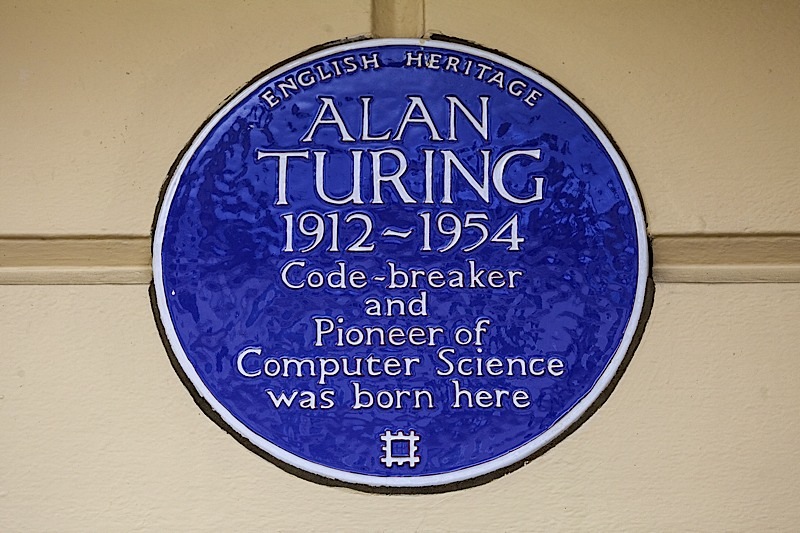 ENGLISH HERITAGE
ALAN
TURING
1912~1954
Code-breaker
and
Pioneer of
Computer Science
was born here